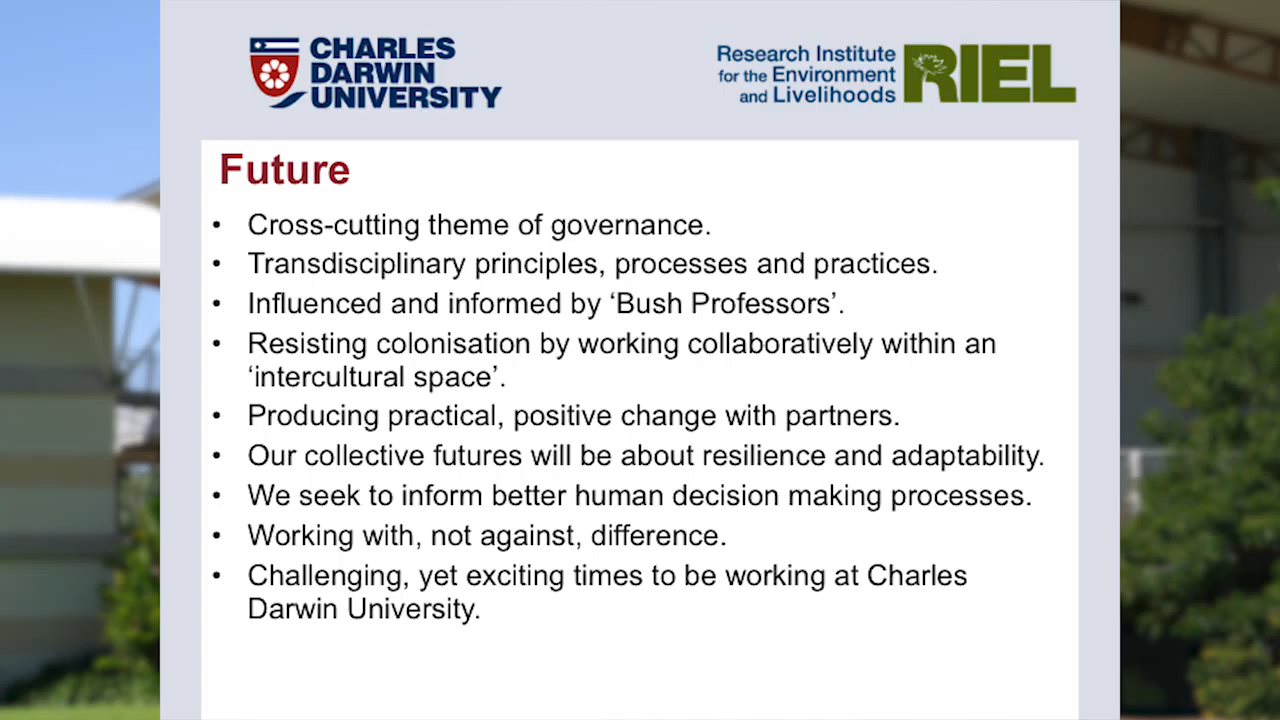 CHARLES
DARWIN
UNIVERSITY
Research Institute
for the Environment
and Livelihoods
RIEL
Future
• Cross-cutting theme of governance.
• Transdisciplinary principles, processes and practices.
• Influenced and informed by ‘Bush Professors’.
• Resisting colonisation by working collaboratively within an
‘intercultural space’.
• Producing practical, positive change with partners.
• Our collective futures will be about resilience and adaptability.
• We seek to inform better human decision making processes.
• Working with, not against, difference.
• Challenging, yet exciting times to be working at Charles
Darwin University.